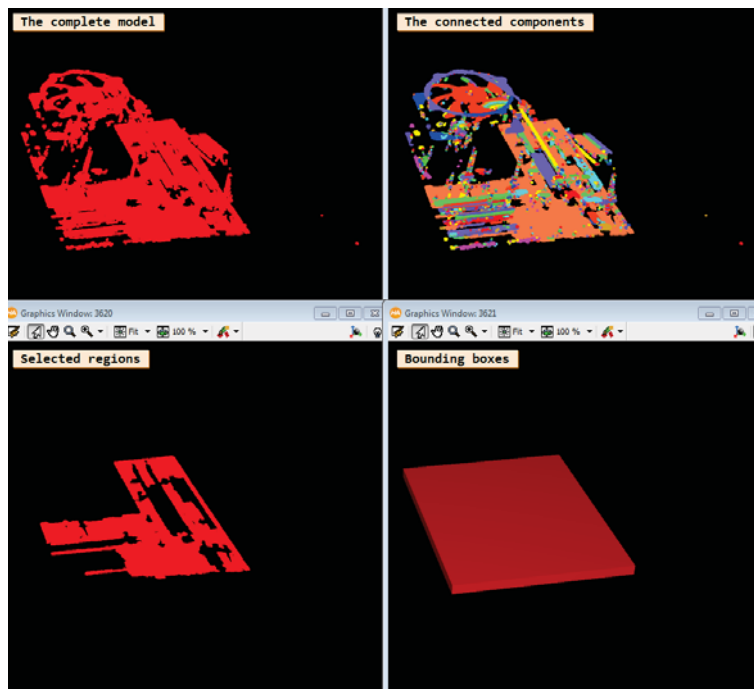 The complete model
The connected components
Graphics Window: 3620
Graphics Window: 3621
Fit
100 %
Fit
100 %
Selected regions
Bounding boxes